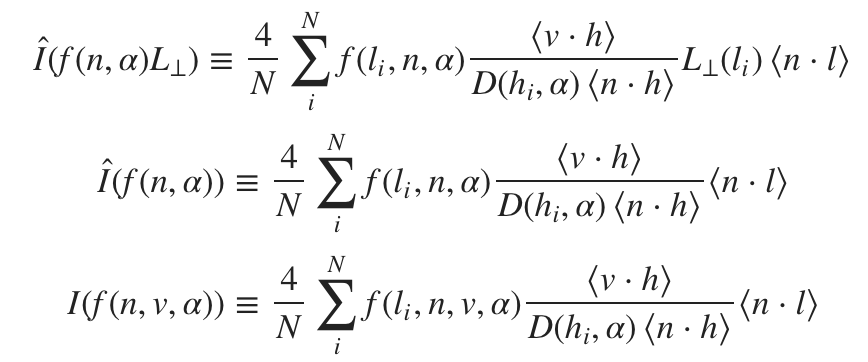 Î(f(n, α)L⊥) ≡ 4/N ∑_i^N f(l_i, n, α) ⟨v · h⟩/(D(h_i, α) ⟨n · h⟩) L⊥(l_i) ⟨n · l⟩
Î(f(n, α)) ≡ 4/N ∑_i^N f(l_i, n, α) ⟨v · h⟩/(D(h_i, α) ⟨n · h⟩) ⟨n · l⟩
I(f(n, v, α)) ≡ 4/N ∑_i^N f(l_i, n, v, α) ⟨v · h⟩/(D(h_i, α) ⟨n · h⟩) ⟨n · l⟩